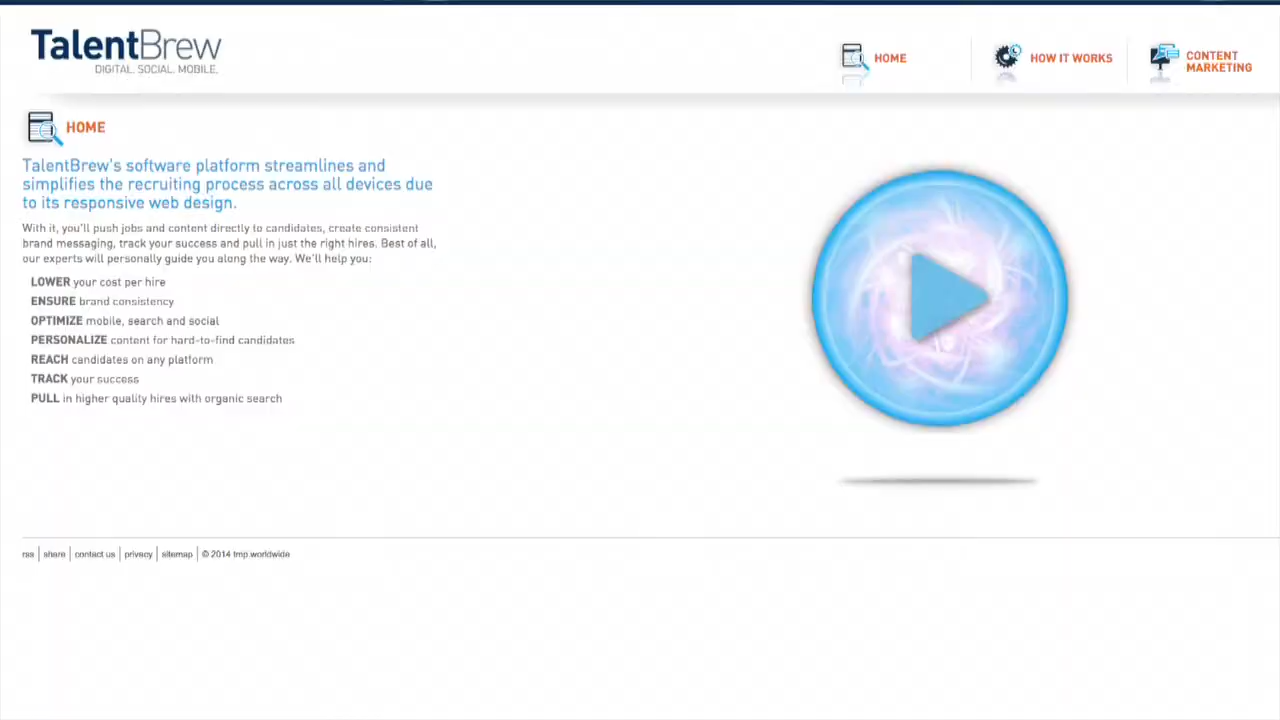 TalentBrew
DIGITAL. SOCIAL. MOBILE.
HOME
HOW IT WORKS
CONTENT
MARKETING
HOME
TalentBrew's software platform streamlines and
simplifies the recruiting process across all devices due
to its responsive web design.
With it, you'll push jobs and content directly to candidates, create consistent
brand messaging, track your success and pull in just the right hires. Best of all,
our experts will personally guide you along the way. We'll help you:
LOWER your cost per hire
ENSURE brand consistency
OPTIMIZE mobile, search and social
PERSONALIZE content for hard-to-find candidates
REACH candidates on any platform
TRACK your success
PULL in higher quality hires with organic search
rss | share | contact us | privacy | sitemap | © 2014 tmp.worldwide